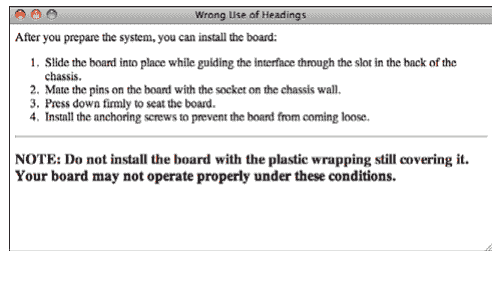 Wrong Use of Headings
After you prepare the system, you can install the board:
1. Slide the board into place while guiding the interface through the slot in the back of the
chassis.
2. Mate the pins on the board with the socket on the chassis wall.
3. Press down firmly to seat the board.
4. Install the anchoring screws to prevent the board from coming loose.
NOTE: Do not install the board with the plastic wrapping still covering it.
Your board may not operate properly under these conditions.